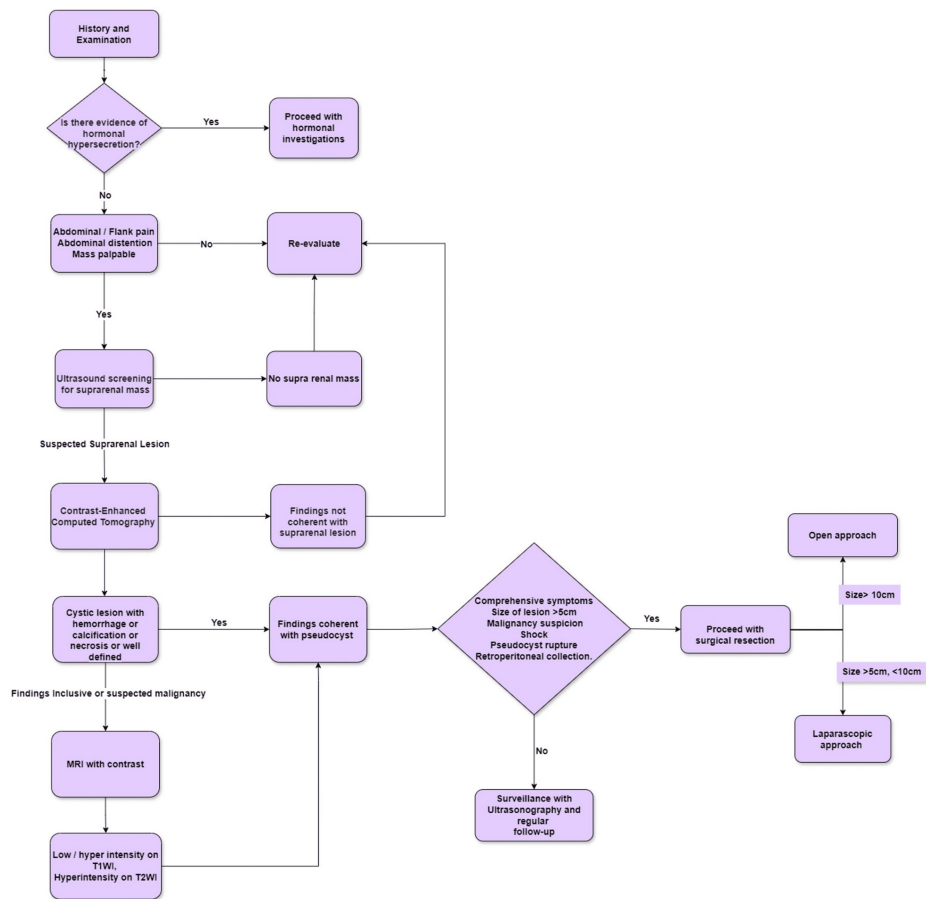 History and
Examination
Is there evidence of
hormonal
hypersecretion?
Yes
Proceed with
hormonal
investigations
No
Abdominal / Flank pain
Abdominal distention
Mass palpable
No
Re-evaluate
Yes
Ultrasound screening
for suprarenal mass
No supra renal mass
Suspected Suprarenal Lesion
Contrast-Enhanced
Computed Tomography
Findings not
coherent with
suprarenal lesion
Cystic lesion with
hemorrhage or
calcification or
necrosis or well
defined
Yes
Findings coherent
with pseudocyst
Comprehensive symptoms
Size of lesion >5cm
Malignancy suspicion
Shock
Pseudocyst rupture
Retroperitoneal collection.
Yes
Proceed with
surgical resection
Open approach
Size> 10cm
Size >5cm, <10cm
Laparascopic
approach
No
Surveillance with
Ultrasonography and
regular
follow-up
Findings Inclusive or suspected malignancy
MRI with contrast
Low / hyper intensity on
T1WI,
Hyperintensity on T2WI